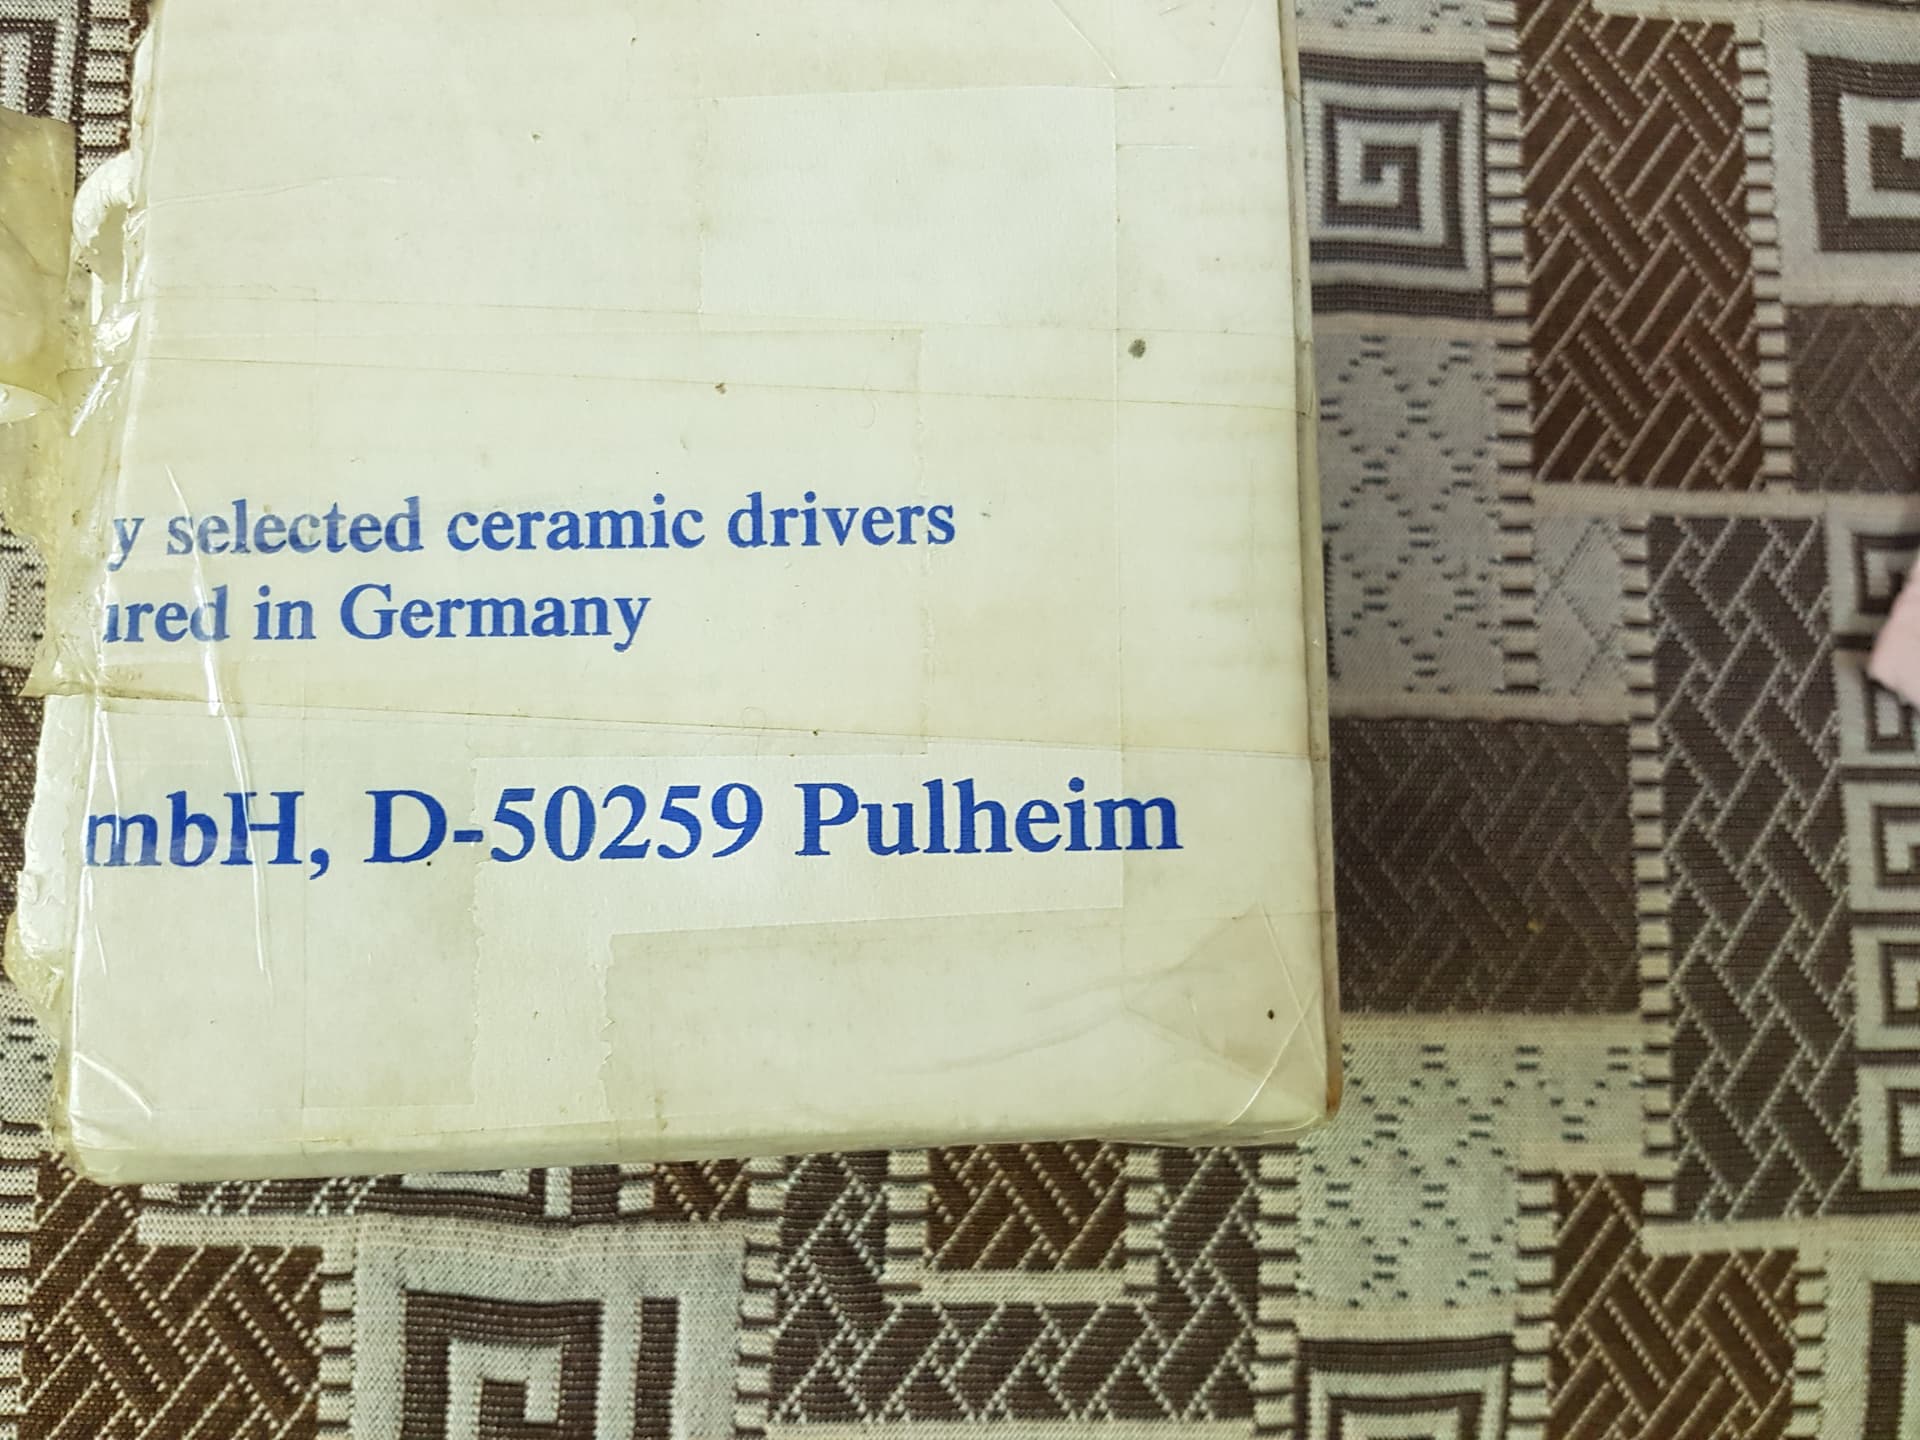 y selected ceramic drivers
ured in Germany
mbH, D-50259 Pulheim